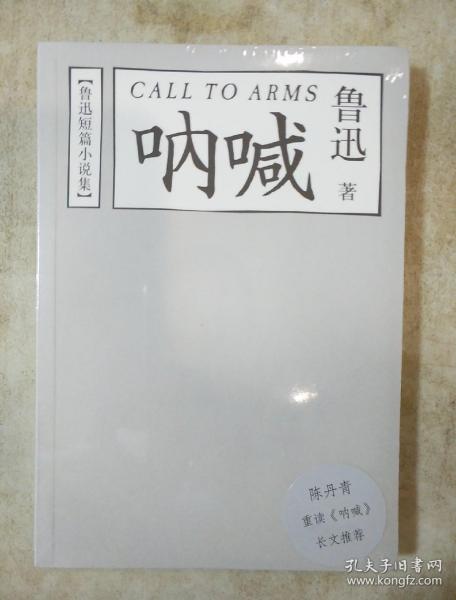 【鲁迅短篇小说集】
CALL TO ARMS
呐喊
鲁迅
著
陈丹青
重读《呐喊》
长文推荐
孔夫子旧书网
www.kongfz.com